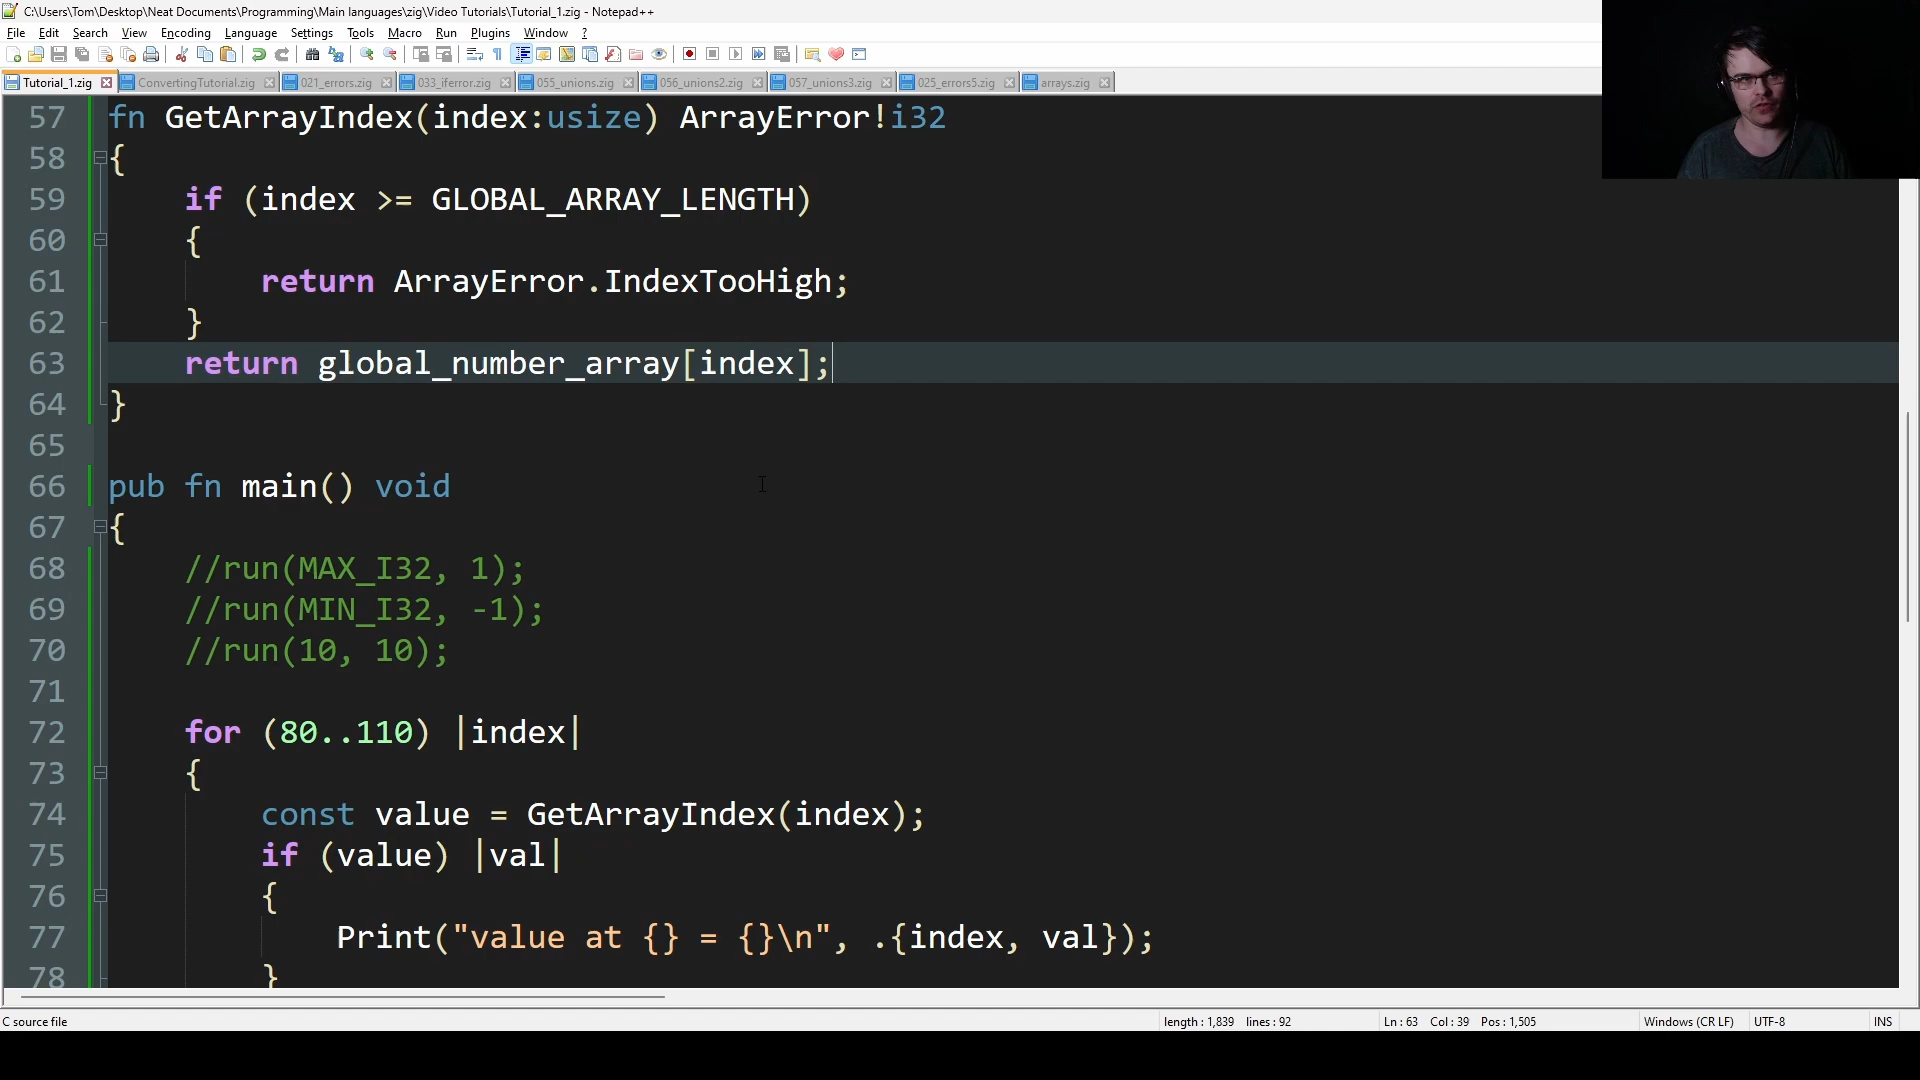 C:\Users\Tom\Desktop\Neat Documents\Programming\Main languages\zig\Video Tutorials\Tutorial_1.zig - Notepad++
File Edit Search View Encoding Language Settings Tools Macro Run Plugins Window ?
Tutorial_1.zig ConvertingTutorial.zig 021_errors.zig 033_iferror.zig 055_unions.zig 056_unions2.zig 057_unions3.zig 025_errors5.zig arrays.zig
57 fn GetArrayIndex(index:usize) ArrayError!i32
58 {
59 if (index >= GLOBAL_ARRAY_LENGTH)
60 {
61 return ArrayError.IndexTooHigh;
62 }
63 return global_number_array[index];
64 }
65
66 pub fn main() void
67 {
68 //run(MAX_I32, 1);
69 //run(MIN_I32, -1);
70 //run(10, 10);
71
72 for (80..110) |index|
73 {
74 const value = GetArrayIndex(index);
75 if (value) |val|
76 {
77 Print("value at {} = {}\n", .{index, val});
78 }
C source file length : 1,839 lines : 92 Ln : 63 Col : 39 Pos : 1,505 Windows (CR LF) UTF-8 INS